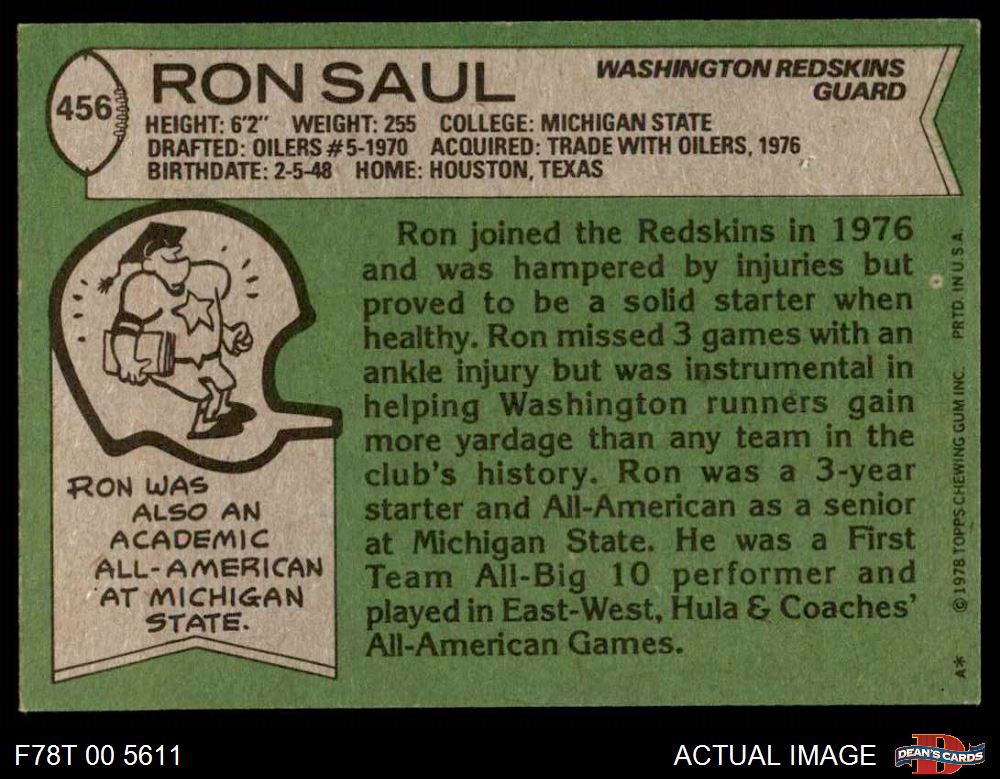 456
RON SAUL
WASHINGTON REDSKINS
GUARD
HEIGHT: 6'2" WEIGHT: 255 COLLEGE: MICHIGAN STATE
DRAFTED: OILERS #5-1970 ACQUIRED: TRADE WITH OILERS, 1976
BIRTHDATE: 2-5-48 HOME: HOUSTON, TEXAS
RON WAS
ALSO AN
ACADEMIC
ALL-AMERICAN
AT MICHIGAN
STATE.
Ron joined the Redskins in 1976
and was hampered by injuries but
proved to be a solid starter when
healthy. Ron missed 3 games with an
ankle injury but was instrumental in
helping Washington runners gain
more yardage than any team in the
club's history. Ron was a 3-year
starter and All-American as a senior
at Michigan State. He was a First
Team All-Big 10 performer and
played in East-West, Hula & Coaches'
All-American Games.
A* © 1978 TOPPS CHEWING GUM INC. PRTD. IN U.S.A.
F78T 00 5611
ACTUAL IMAGE
D
DEAN'S CARDS